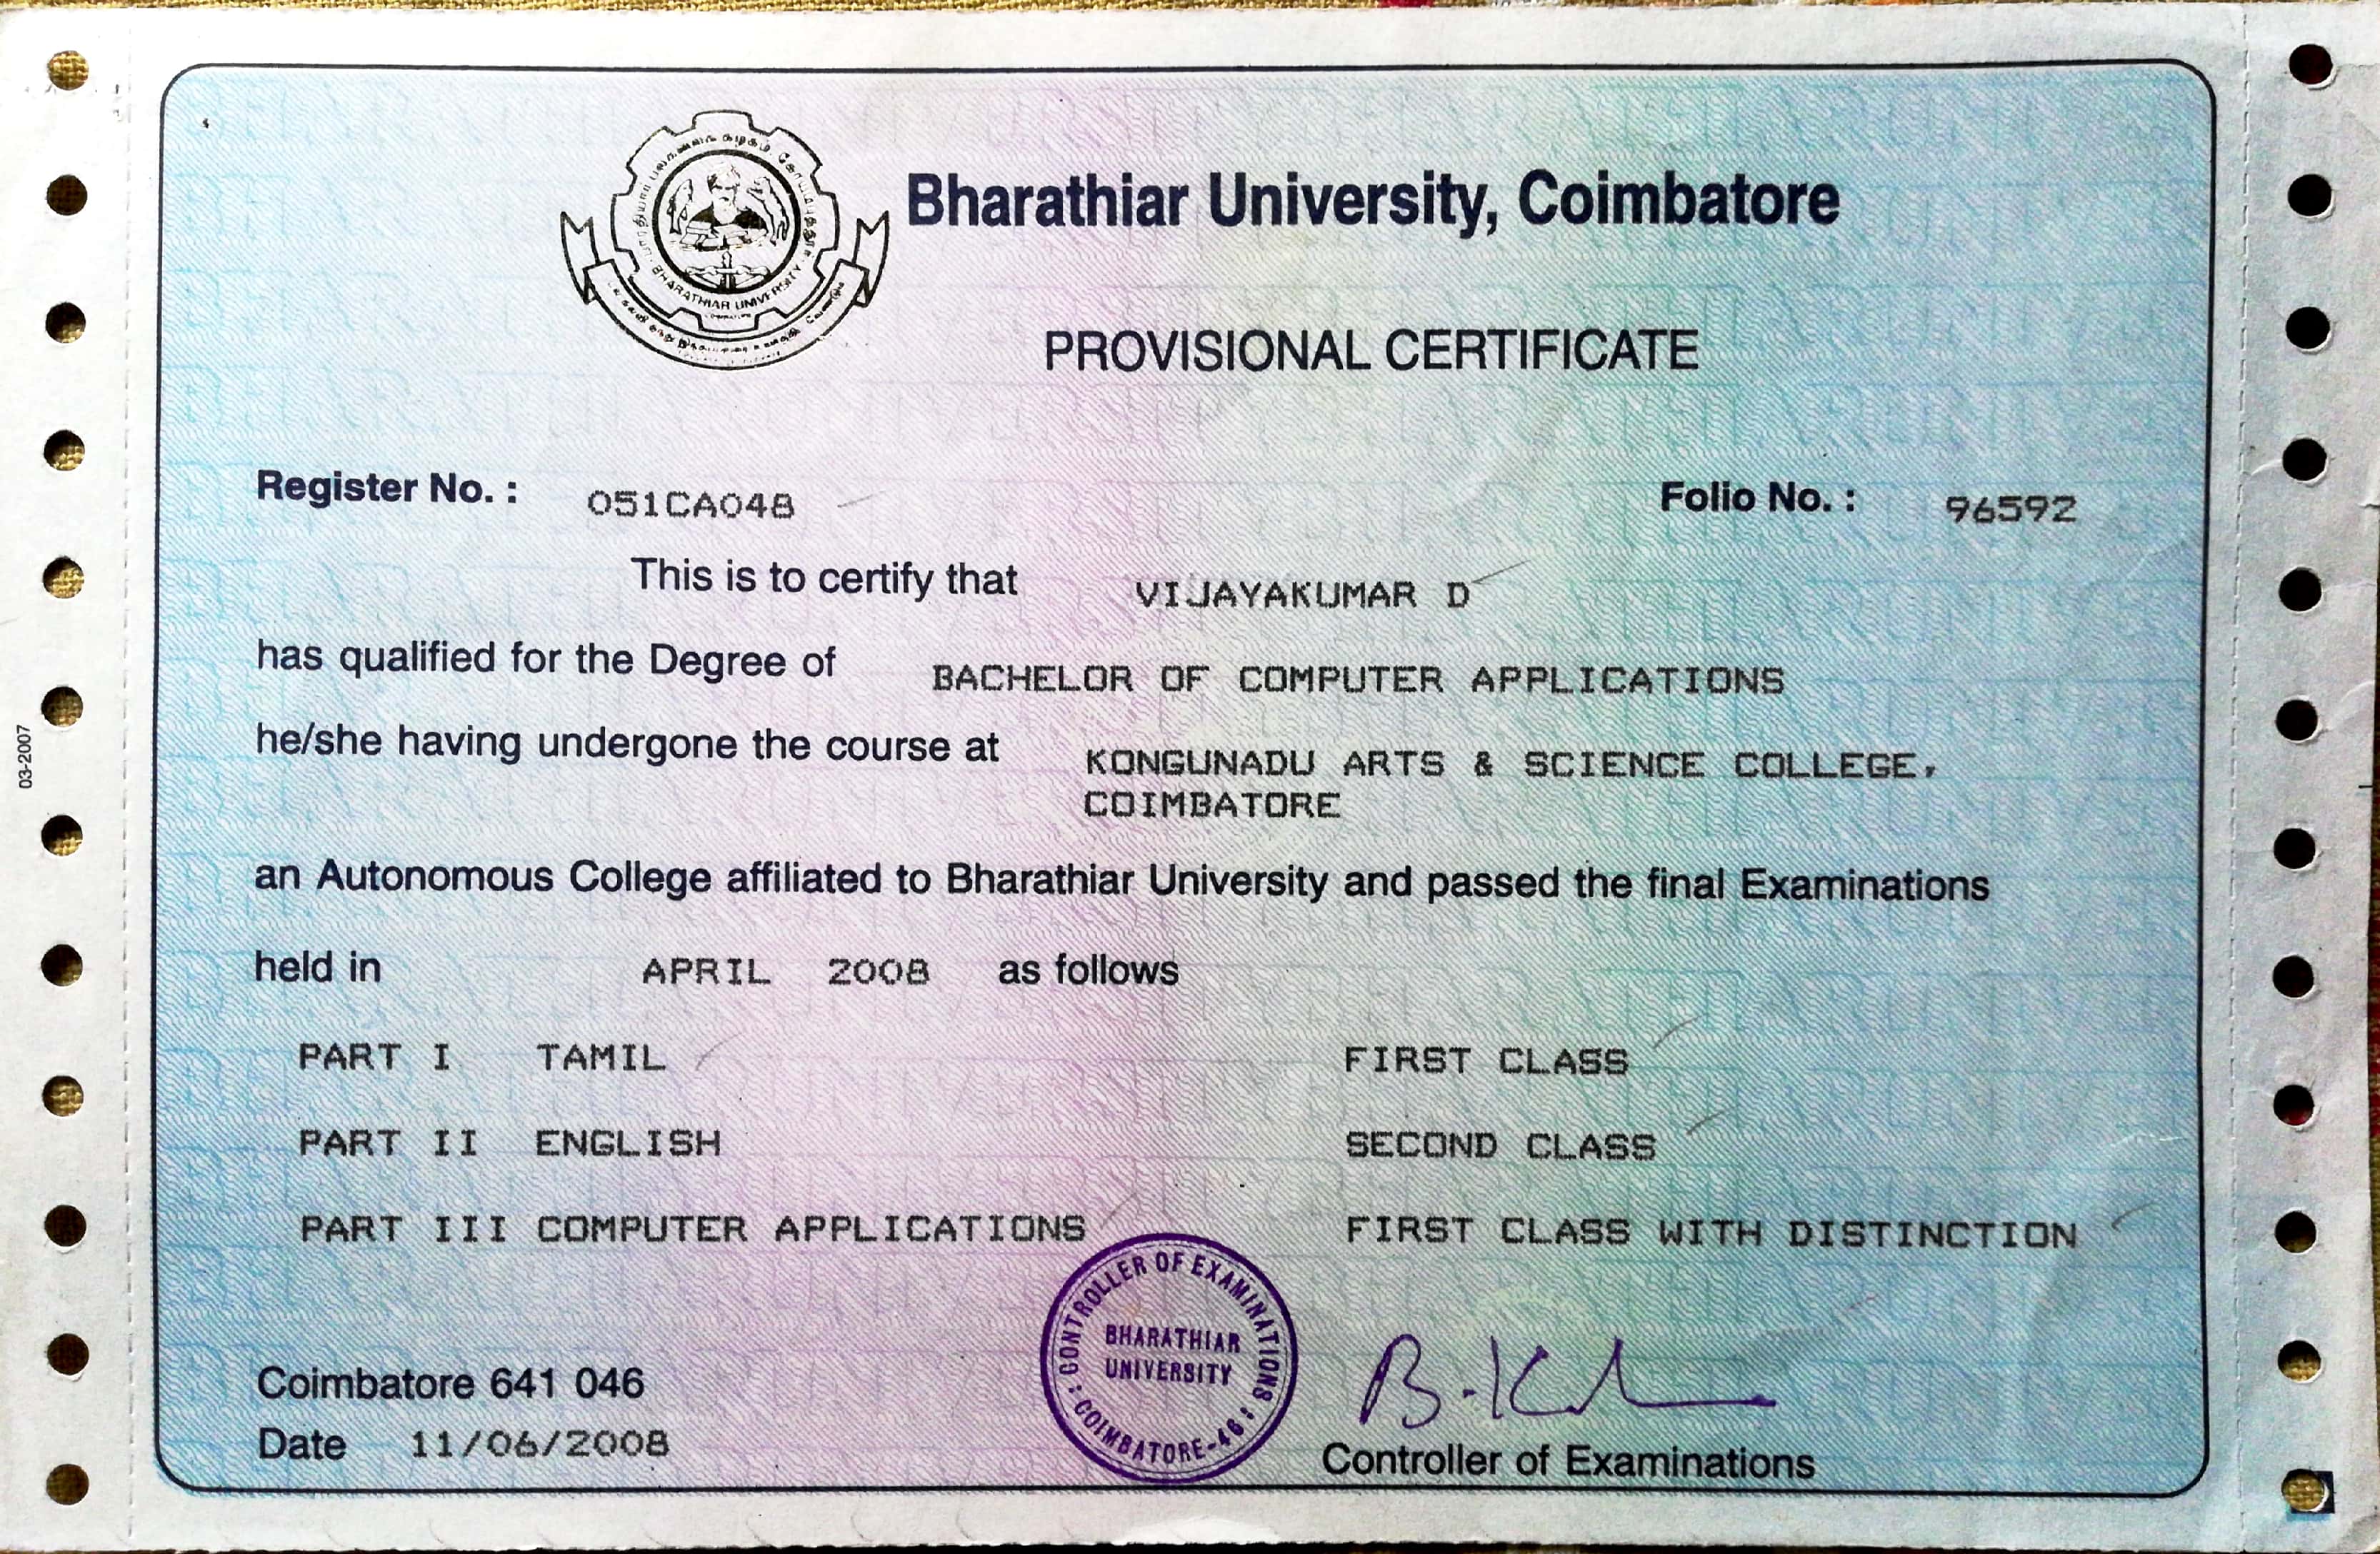 Bharathiar University, Coimbatore
BHARATHIAR UNIVERSITY
PROVISIONAL CERTIFICATE
Register No. : 051CA048 Folio No. : 96592
This is to certify that VIJAYAKUMAR D
has qualified for the Degree of BACHELOR OF COMPUTER APPLICATIONS
he/she having undergone the course at KONGUNADU ARTS & SCIENCE COLLEGE,
COIMBATORE
an Autonomous College affiliated to Bharathiar University and passed the final Examinations
held in APRIL 2008 as follows
PART I TAMIL FIRST CLASS
PART II ENGLISH SECOND CLASS
PART III COMPUTER APPLICATIONS FIRST CLASS WITH DISTINCTION
CONTROLLER OF EXAMINATIONS
BHARATHIAR
UNIVERSITY
COIMBATORE-46
Coimbatore 641 046
Date 11/06/2008
Controller of Examinations
03-2007